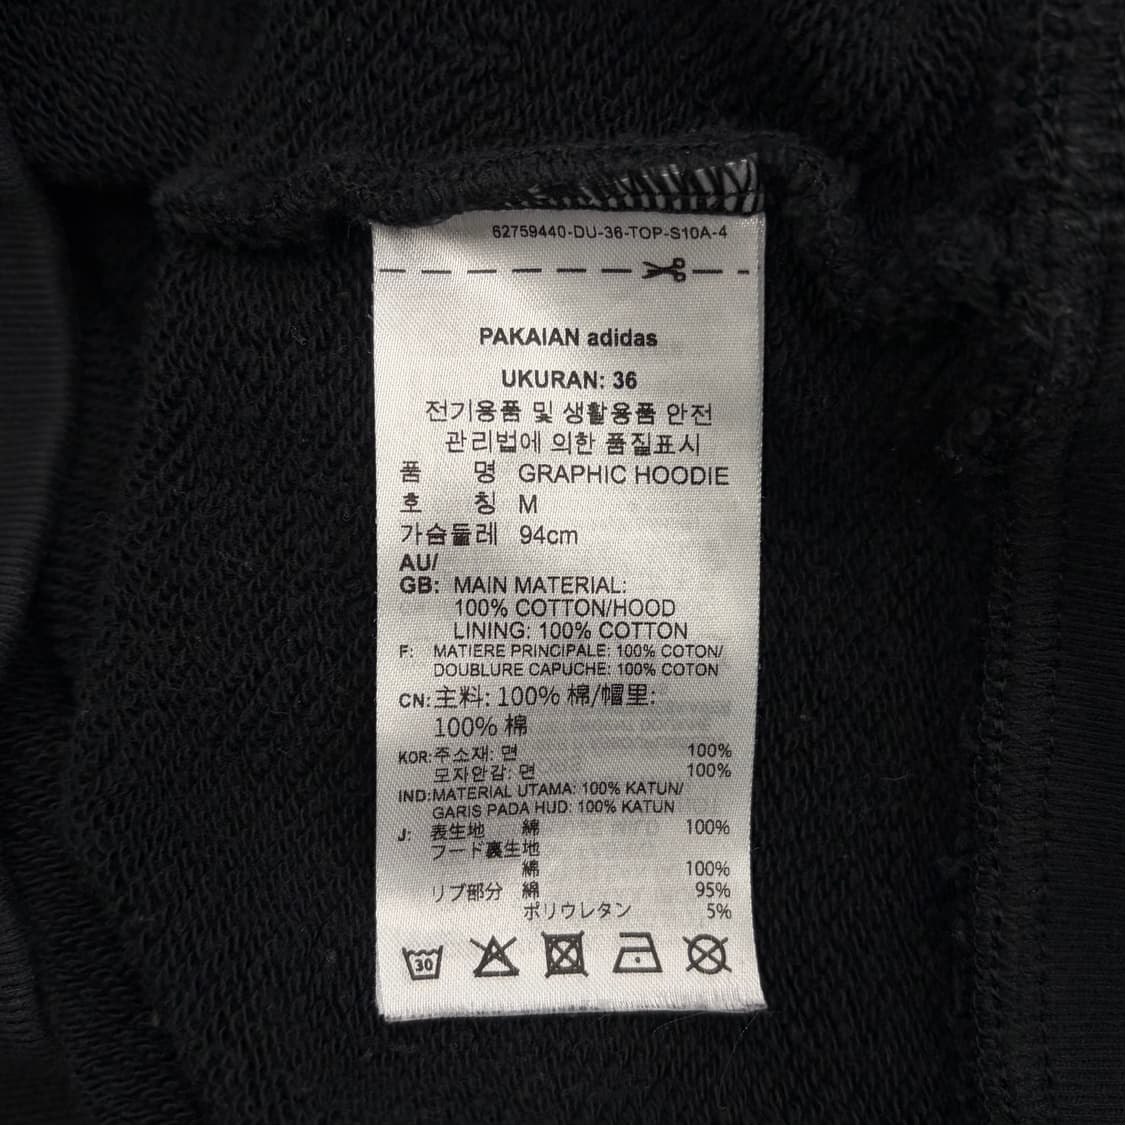 62759440-DU-36-TOP-S10A-4
PAKAIAN adidas
UKURAN: 36
전기용품 및 생활용품 안전
관리법에 의한 품질표시
품 명 GRAPHIC HOODIE
호 칭 M
가슴둘레 94cm
AU/
GB: MAIN MATERIAL:
100% COTTON/HOOD
LINING: 100% COTTON
F: MATIERE PRINCIPALE: 100% COTON/
DOUBLURE CAPUCHE: 100% COTON
CN: 主料: 100% 棉/帽里:
100% 棉
KOR: 주소재: 면 100%
모자안감: 면 100%
IND: MATERIAL UTAMA: 100% KATUN/
GARIS PADA HUD: 100% KATUN
J: 表生地 綿 100%
フード裏生地
綿 100%
リブ部分 綿 95%
ポリウレタン 5%
30